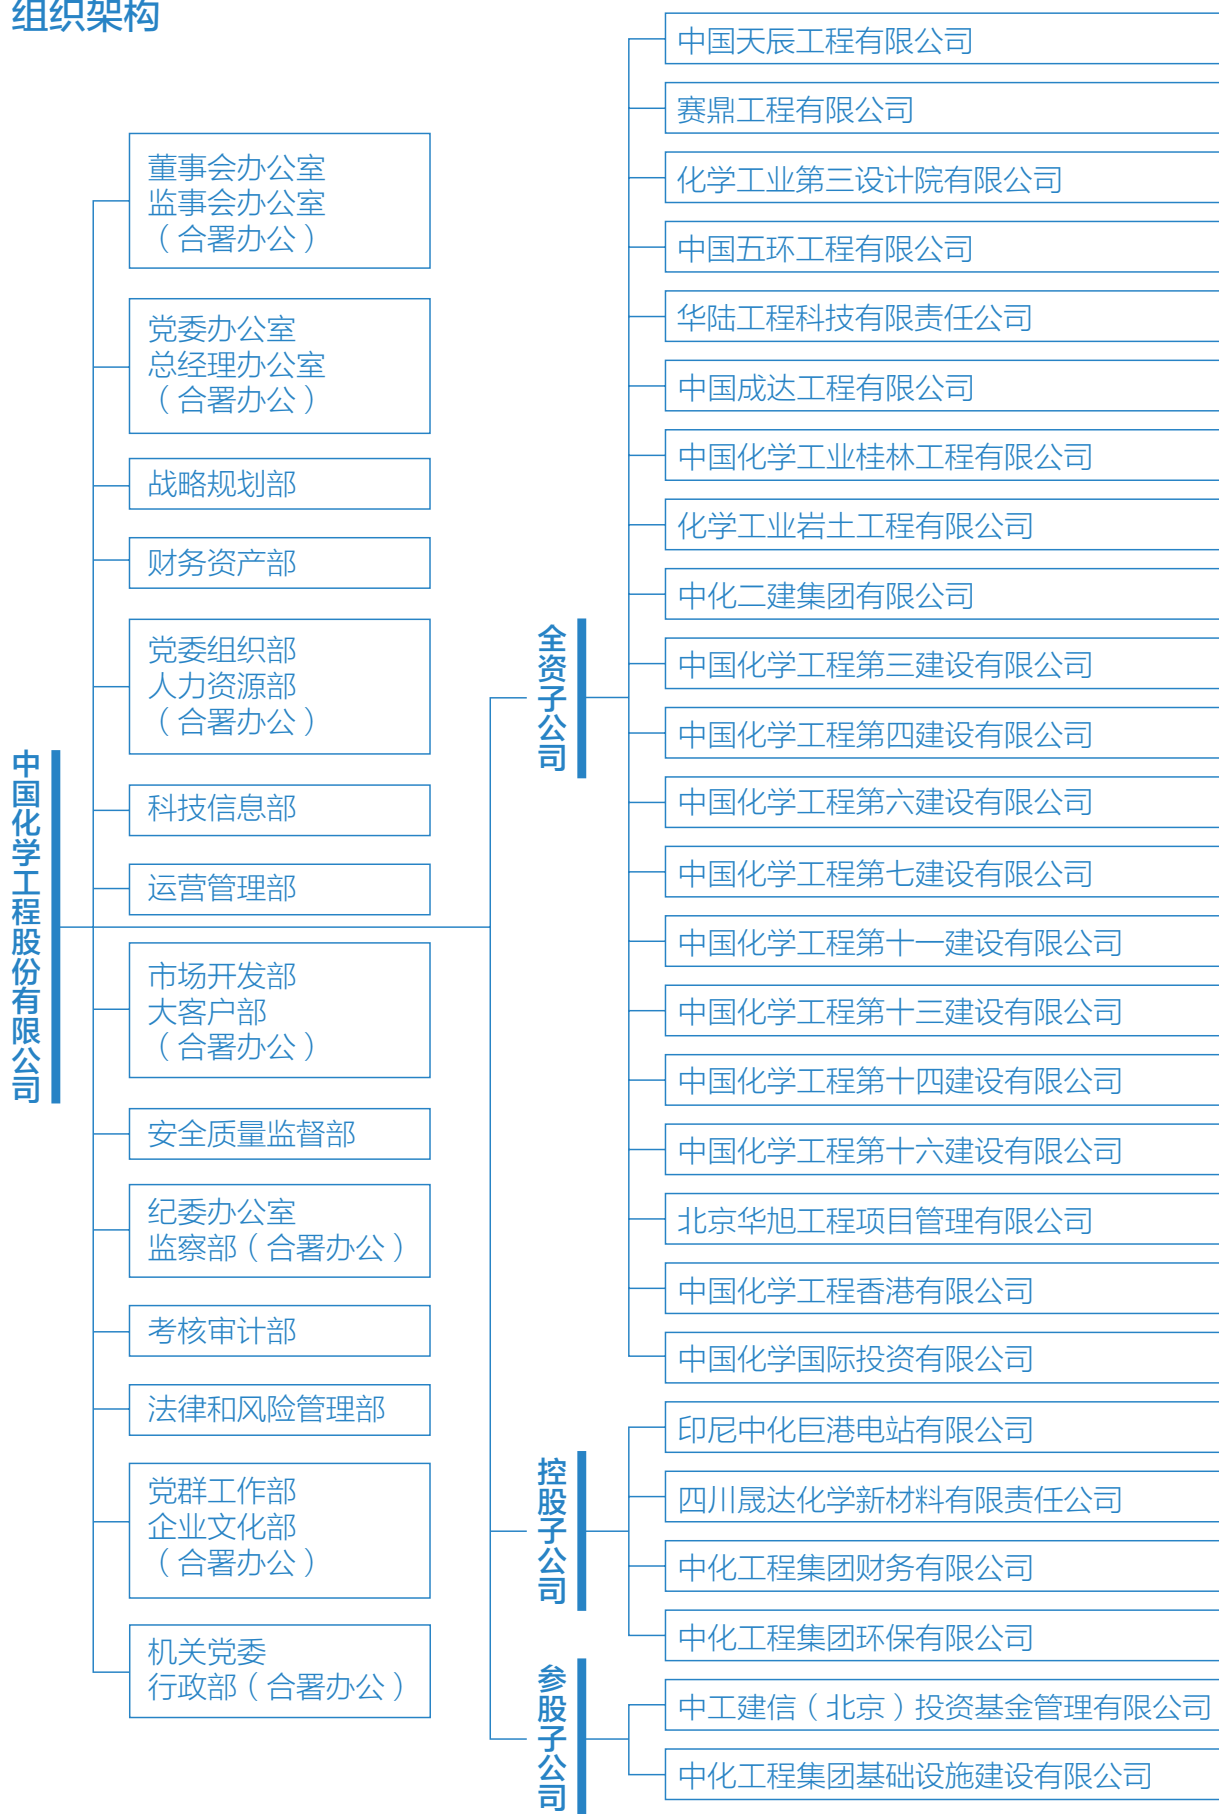 组织架构
中国化学工程股份有限公司
董事会办公室
监事会办公室
（合署办公）
党委办公室
总经理办公室
（合署办公）
战略规划部
财务资产部
党委组织部
人力资源部
（合署办公）
科技信息部
运营管理部
市场开发部
大客户部
（合署办公）
安全质量监督部
纪委办公室
监察部（合署办公）
考核审计部
法律和风险管理部
党群工作部
企业文化部
（合署办公）
机关党委
行政部（合署办公）
全资子公司
中国天辰工程有限公司
赛鼎工程有限公司
化学工业第三设计院有限公司
中国五环工程有限公司
华陆工程科技有限责任公司
中国成达工程有限公司
中国化学工业桂林工程有限公司
化学工业岩土工程有限公司
中化二建集团有限公司
中国化学工程第三建设有限公司
中国化学工程第四建设有限公司
中国化学工程第六建设有限公司
中国化学工程第七建设有限公司
中国化学工程第十一建设有限公司
中国化学工程第十三建设有限公司
中国化学工程第十四建设有限公司
中国化学工程第十六建设有限公司
北京华旭工程项目管理有限公司
中国化学工程香港有限公司
中国化学国际投资有限公司
控股子公司
印尼中化巨港电站有限公司
四川晟达化学新材料有限责任公司
中化工程集团财务有限公司
中化工程集团环保有限公司
参股子公司
中工建信（北京）投资基金管理有限公司
中化工程集团基础设施建设有限公司